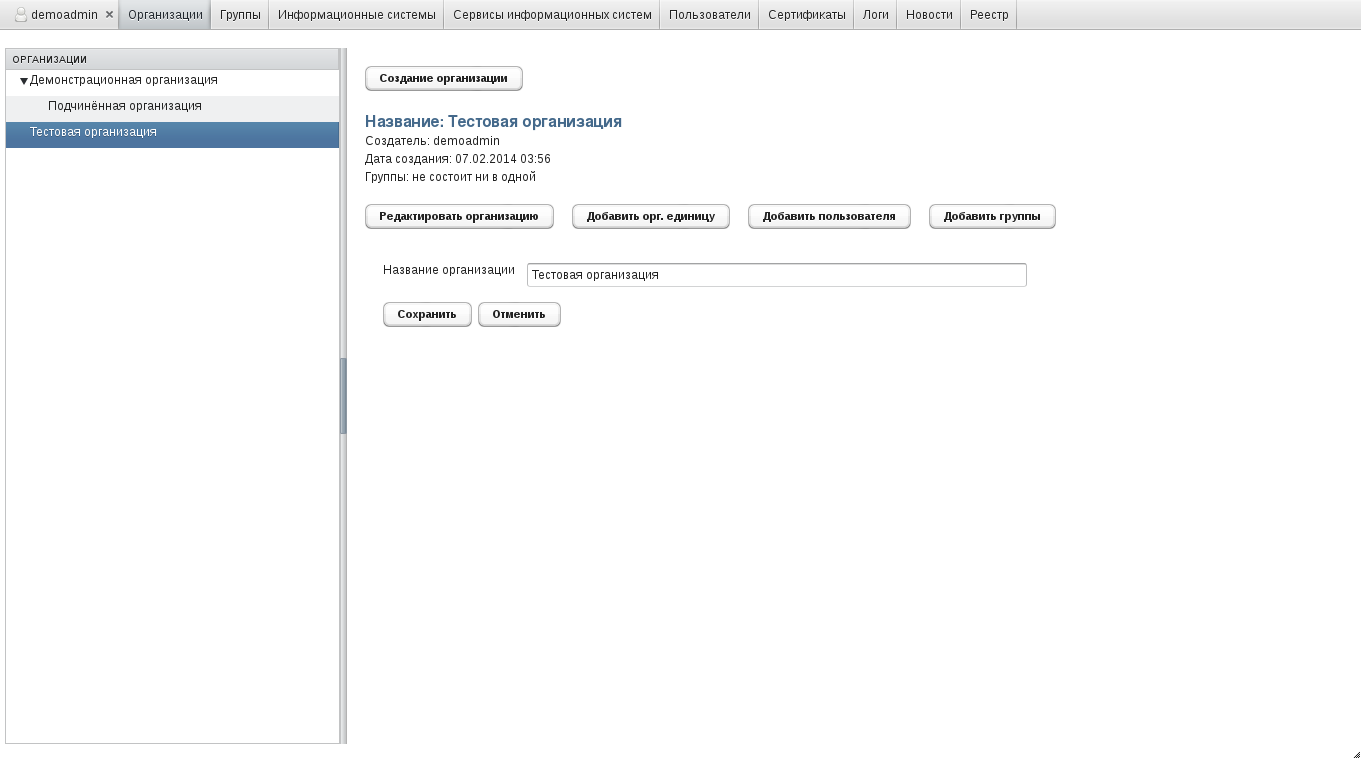 demoadmin × Организации Группы Информационные системы Сервисы информационных систем Пользователи Сертификаты Логи Новости Реестр
ОРГАНИЗАЦИИ
Демонстрационная организация
Подчинённая организация
Тестовая организация
Создание организации
Название: Тестовая организация
Создатель: demoadmin
Дата создания: 07.02.2014 03:56
Группы: не состоит ни в одной
Редактировать организацию Добавить орг. единицу Добавить пользователя Добавить группы
Название организации Тестовая организация
Сохранить Отменить